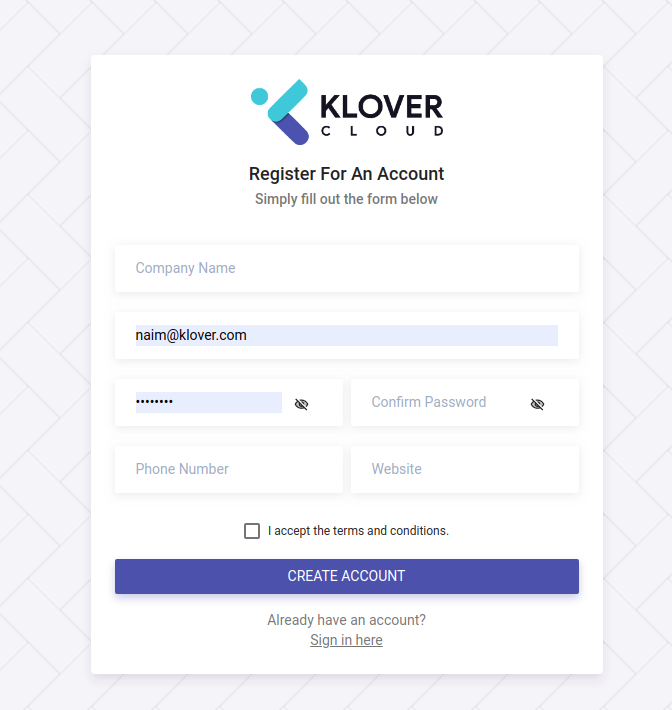 KLOVER
CLOUD
Register For An Account
Simply fill out the form below
Company Name
naim@klover.com
•••••••• Confirm Password
Phone Number Website
I accept the terms and conditions.
CREATE ACCOUNT
Already have an account?
Sign in here